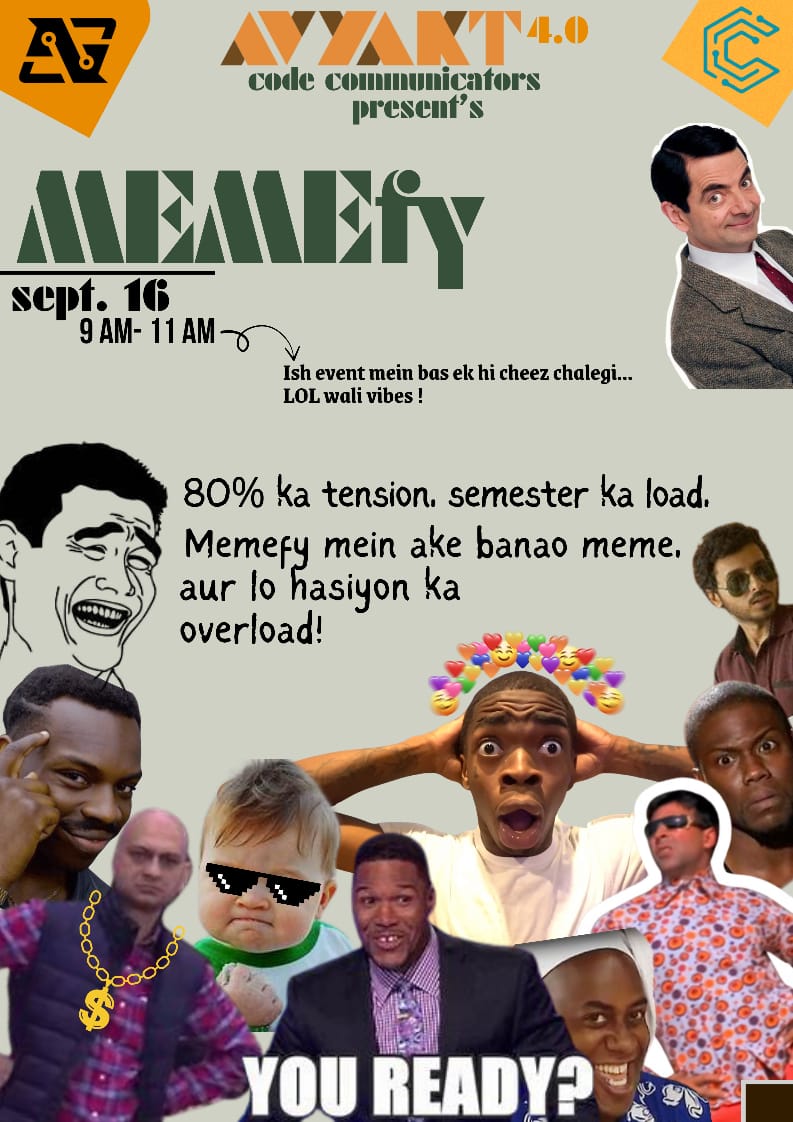 AVYAKT 4.0
code communicators
present's
MEMEfy
sept. 16
9 AM- 11 AM
Ish event mein bas ek hi cheez chalegi...
LOL wali vibes !
80% ka tension, semester ka load,
Memefy mein ake banao meme,
aur lo hasiyon ka
overload!
$
YOU READY?